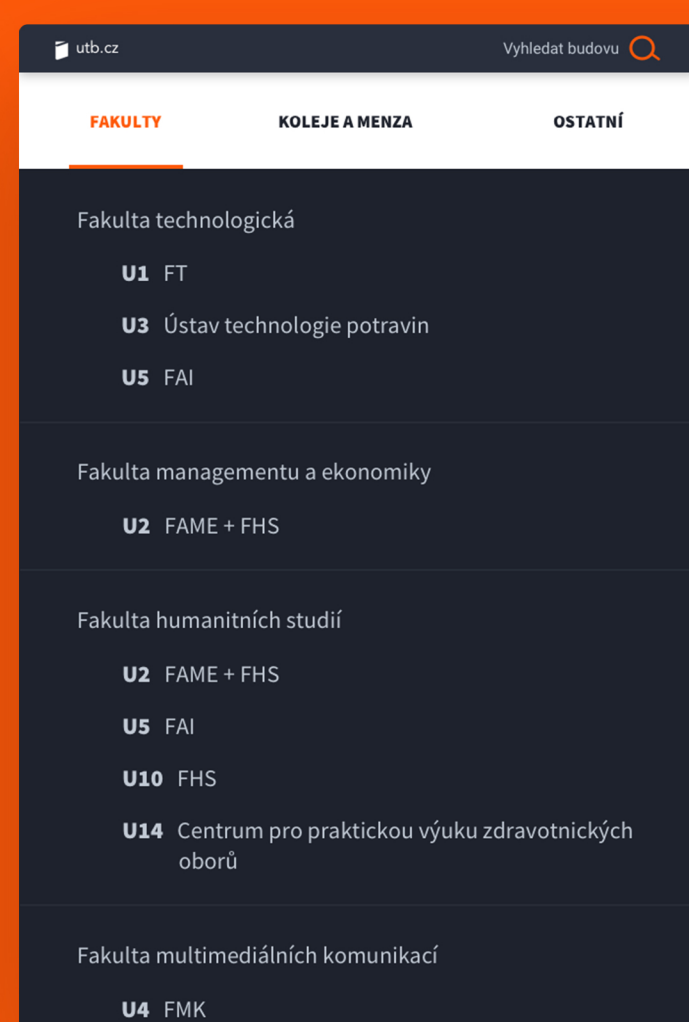 utb.cz
Vyhledat budovu
FAKULTY
KOLEJE A MENZA
OSTATNÍ
Fakulta technologická
U1 FT
U3 Ústav technologie potravin
U5 FAI
Fakulta managementu a ekonomiky
U2 FAME + FHS
Fakulta humanitních studií
U2 FAME + FHS
U5 FAI
U10 FHS
U14 Centrum pro praktickou výuku zdravotnických
oborů
Fakulta multimediálních komunikací
U4 FMK